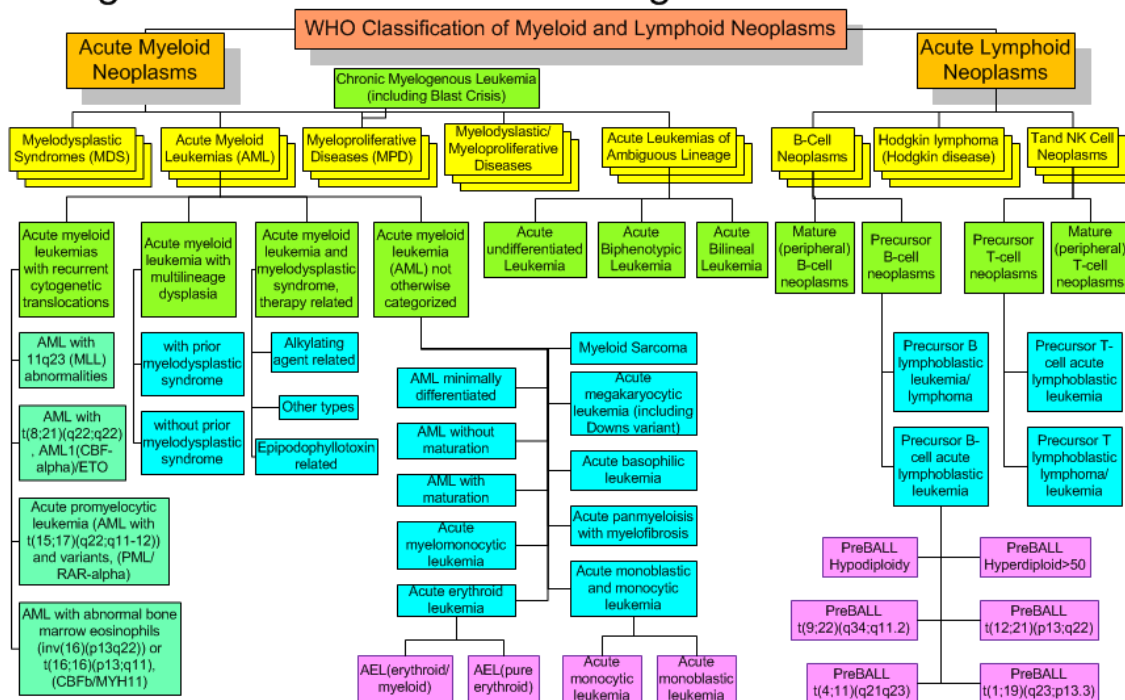 WHO Classification of Myeloid and Lymphoid Neoplasms
Acute Myeloid
Neoplasms
Acute Lymphoid
Neoplasms
Chronic Myelogenous Leukemia
(including Blast Crisis)
Myelodysplastic
Syndromes (MDS)
Acute Myeloid
Leukemias (AML)
Myeloproliferative
Diseases (MPD)
Myelodylastic/
Myeloproliferative
Diseases
Acute Leukemias of
Ambiguous Lineage
B-Cell
Neoplasms
Hodgkin lymphoma
(Hodgkin disease)
Tand NK Cell
Neoplasms
Acute myeloid
leukemias
with recurrent
cytogenetic
translocations
Acute myeloid
leukemia with
multilineage
dysplasia
Acute myeloid
leukemia and
myelodysplastic
syndrome,
therapy related
Acute myeloid
leukemia
(AML) not
otherwise
categorized
Acute
undifferentiated
Leukemia
Acute
Biphenotypic
Leukemia
Acute
Bilineal
Leukemia
Mature
(peripheral)
B-cell
neoplasms
Precursor
B-cell
neoplasms
Precursor
T-cell
neoplasms
Mature
(peripheral)
T-cell
neoplasms
AML with
11q23 (MLL)
abnormalities
AML with
t(8;21)(q22;q22)
, AML1(CBF-
alpha)/ETO
Acute promyelocytic
leukemia (AML with
t(15;17)(q22;q11-12))
and variants, (PML/
RAR-alpha)
AML with abnormal bone
marrow eosinophils
(inv(16)(p13q22)) or
t(16;16)(p13;q11),
(CBFb/MYH11)
with prior
myelodysplastic
syndrome
without prior
myelodysplastic
syndrome
Alkylating
agent related
Other types
Epipodophyllotoxin
related
AML minimally
differentiated
AML without
maturation
AML with
maturation
Acute
myelomonocytic
leukemia
Acute erythroid
leukemia
AEL(erythroid/
myeloid)
AEL(pure
erythroid)
Myeloid Sarcoma
Acute
megakaryocytic
leukemia (including
Downs variant)
Acute basophilic
leukemia
Acute panmyeloisis
with myelofibrosis
Acute monoblastic
and monocytic
leukemia
Acute
monocytic
leukemia
Acute
monoblastic
leukemia
Precursor B
lymphoblastic
leukemia/
lymphoma
Precursor B-
cell acute
lymphoblastic
leukemia
Precursor T-
cell acute
lymphoblastic
leukemia
Precursor T
lymphoblastic
lymphoma/
leukemia
PreBALL
Hypodiploidy
PreBALL
Hyperdiploid>50
PreBALL
t(9;22)(q34;q11.2)
PreBALL
t(12;21)(p13;q22)
PreBALL
t(4;11)(q21q23)
PreBALL
t(1;19)(q23;p13.3)